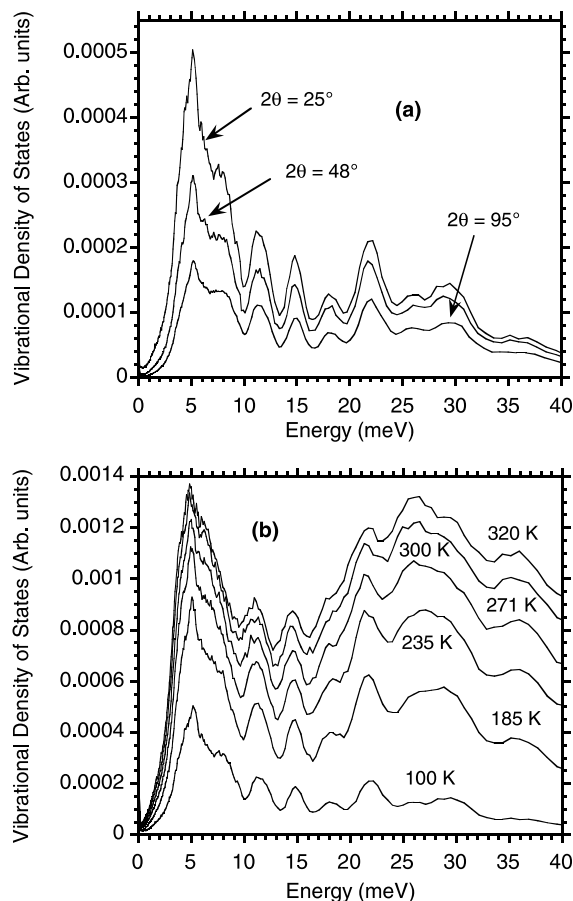 Vibrational Density of States (Arb. units)
0.0005
0.0004
0.0003
0.0002
0.0001
0
(a)
2θ = 25°
2θ = 48°
2θ = 95°
0 5 10 15 20 25 30 35 40
Energy (meV)
Vibrational Density of States (Arb. units)
0.0014
0.0012
0.001
0.0008
0.0006
0.0004
0.0002
0
(b)
320 K
300 K
271 K
235 K
185 K
100 K
0 5 10 15 20 25 30 35 40
Energy (meV)